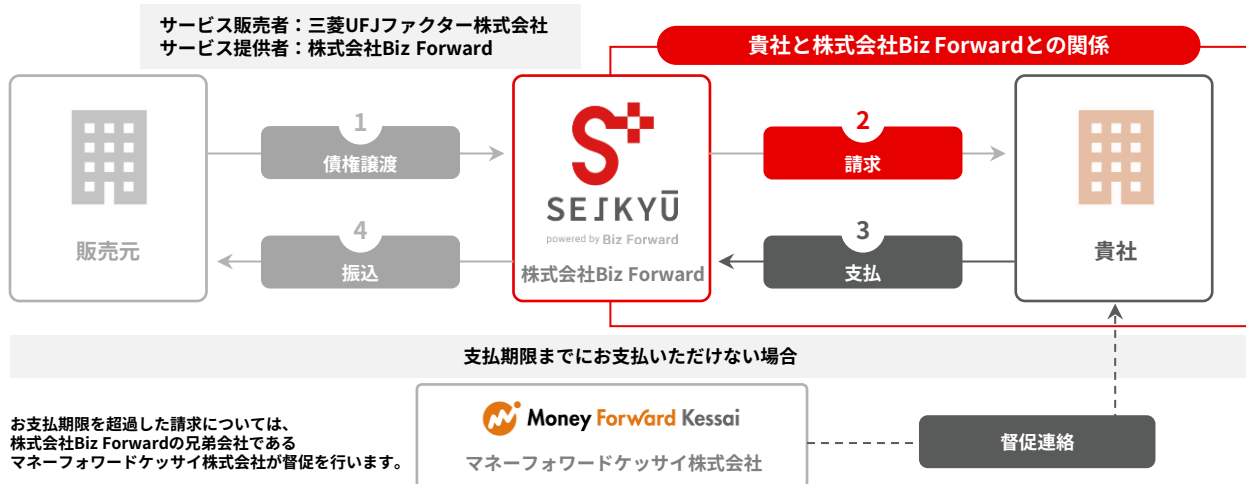 サービス販売者：三菱UFJファクター株式会社
サービス提供者：株式会社Biz Forward
貴社と株式会社Biz Forwardとの関係
販売元
1
債権譲渡
4
振込
S+
SEIKYŪ
powered by Biz Forward
株式会社Biz Forward
2
請求
3
支払
貴社
支払期限までにお支払いただけない場合
お支払期限を超過した請求については、
株式会社Biz Forwardの兄弟会社である
マネーフォワードケッサイ株式会社が督促を行います。
Money Forward Kessai
マネーフォワードケッサイ株式会社
督促連絡